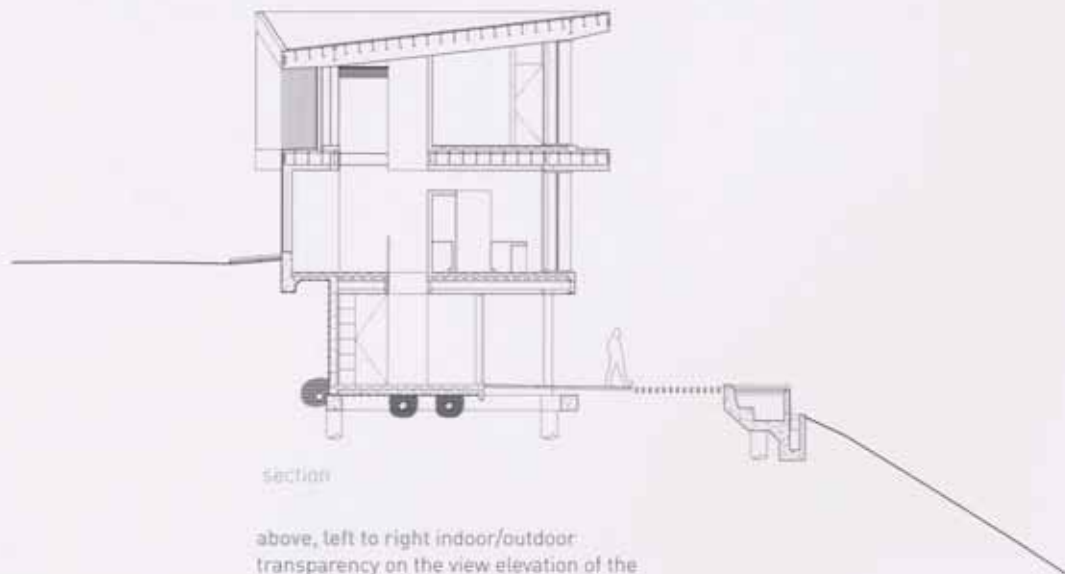 section
above, left to right indoor/outdoor
transparency on the view elevation of the